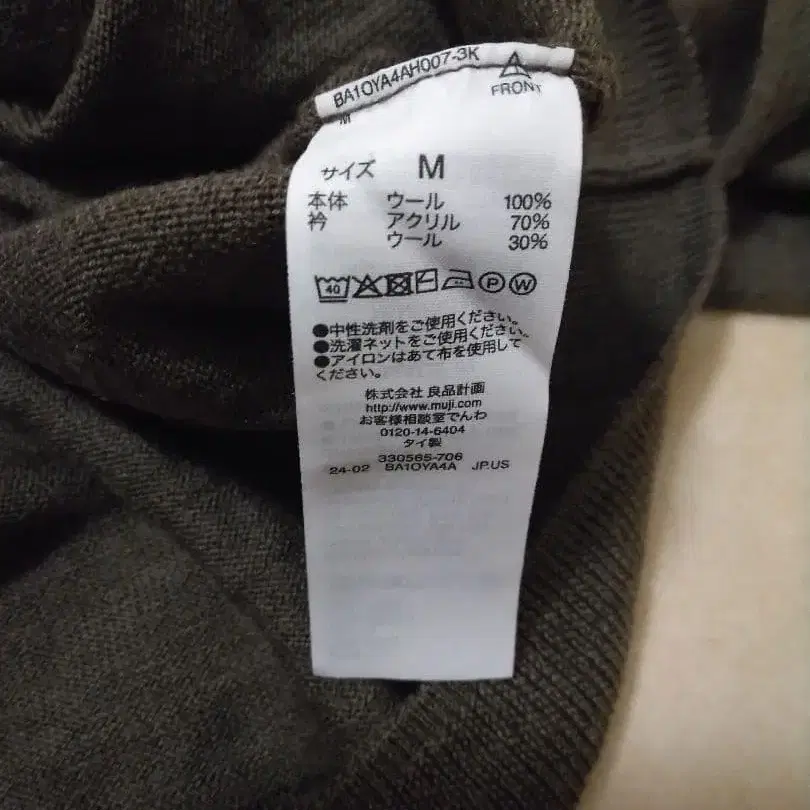 BA1OYA4AH007-3K
FRONT
M
サイズ M
本体 ウール 100%
衿 アクリル 70%
ウール 30%
40 P W
●中性洗剤をご使用ください。
●洗濯ネットをご使用ください。
●アイロンはあて布を使用して
ください。
株式会社 良品計画
http://www.muji.com
お客様相談室でんわ
0120-14-6404
タイ製
330565-706
24-02 BA1OYA4A JP.US